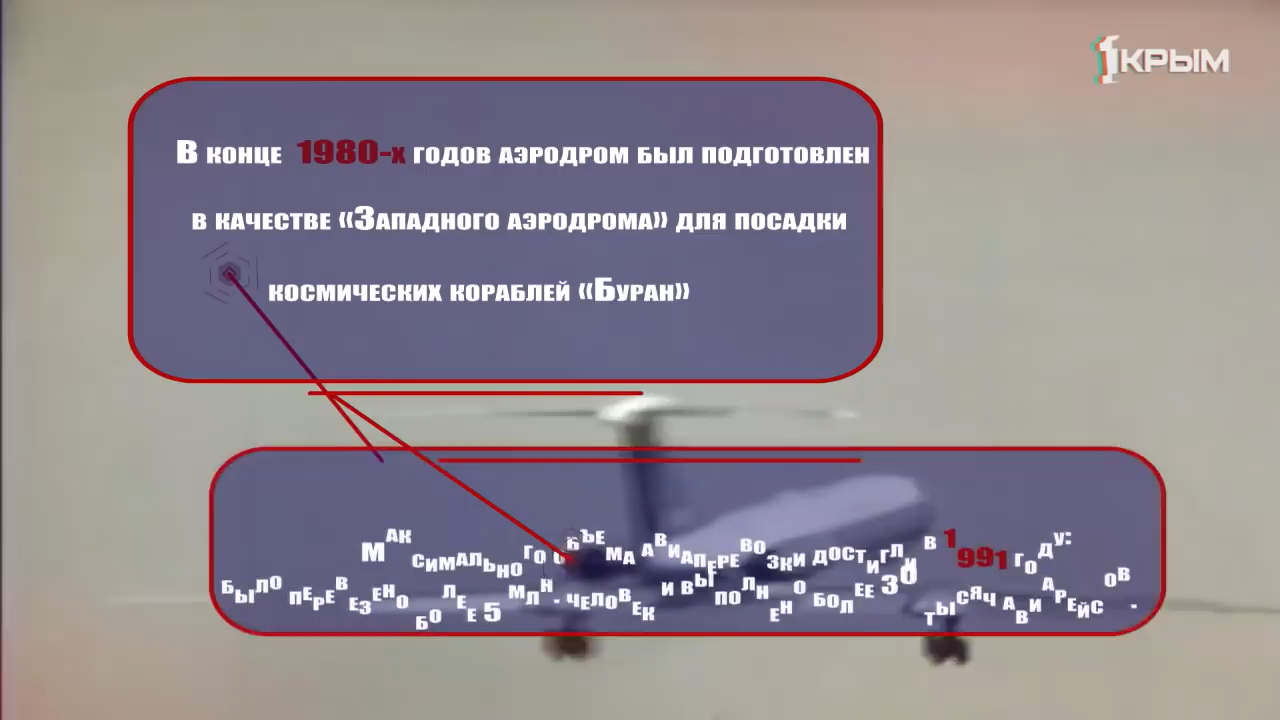 1КРЫМ
В КОНЦЕ 1980-Х ГОДОВ АЭРОДРОМ БЫЛ ПОДГОТОВЛЕН
В КАЧЕСТВЕ «ЗАПАДНОГО АЭРОДРОМА» ДЛЯ ПОСАДКИ
КОСМИЧЕСКИХ КОРАБЛЕЙ «БУРАН»
МАКСИМАЛЬНОГО ОБЪЕМА АВИАПЕРЕВОЗКИ ДОСТИГЛИ В 1991 ГОДУ:
БЫЛО ПЕРЕВЕЗЕНО БОЛЕЕ 5 МЛН. ЧЕЛОВЕК И ВЫПОЛНЕНО БОЛЕЕ 30 ТЫСЯЧ АВИАРЕЙСОВ.